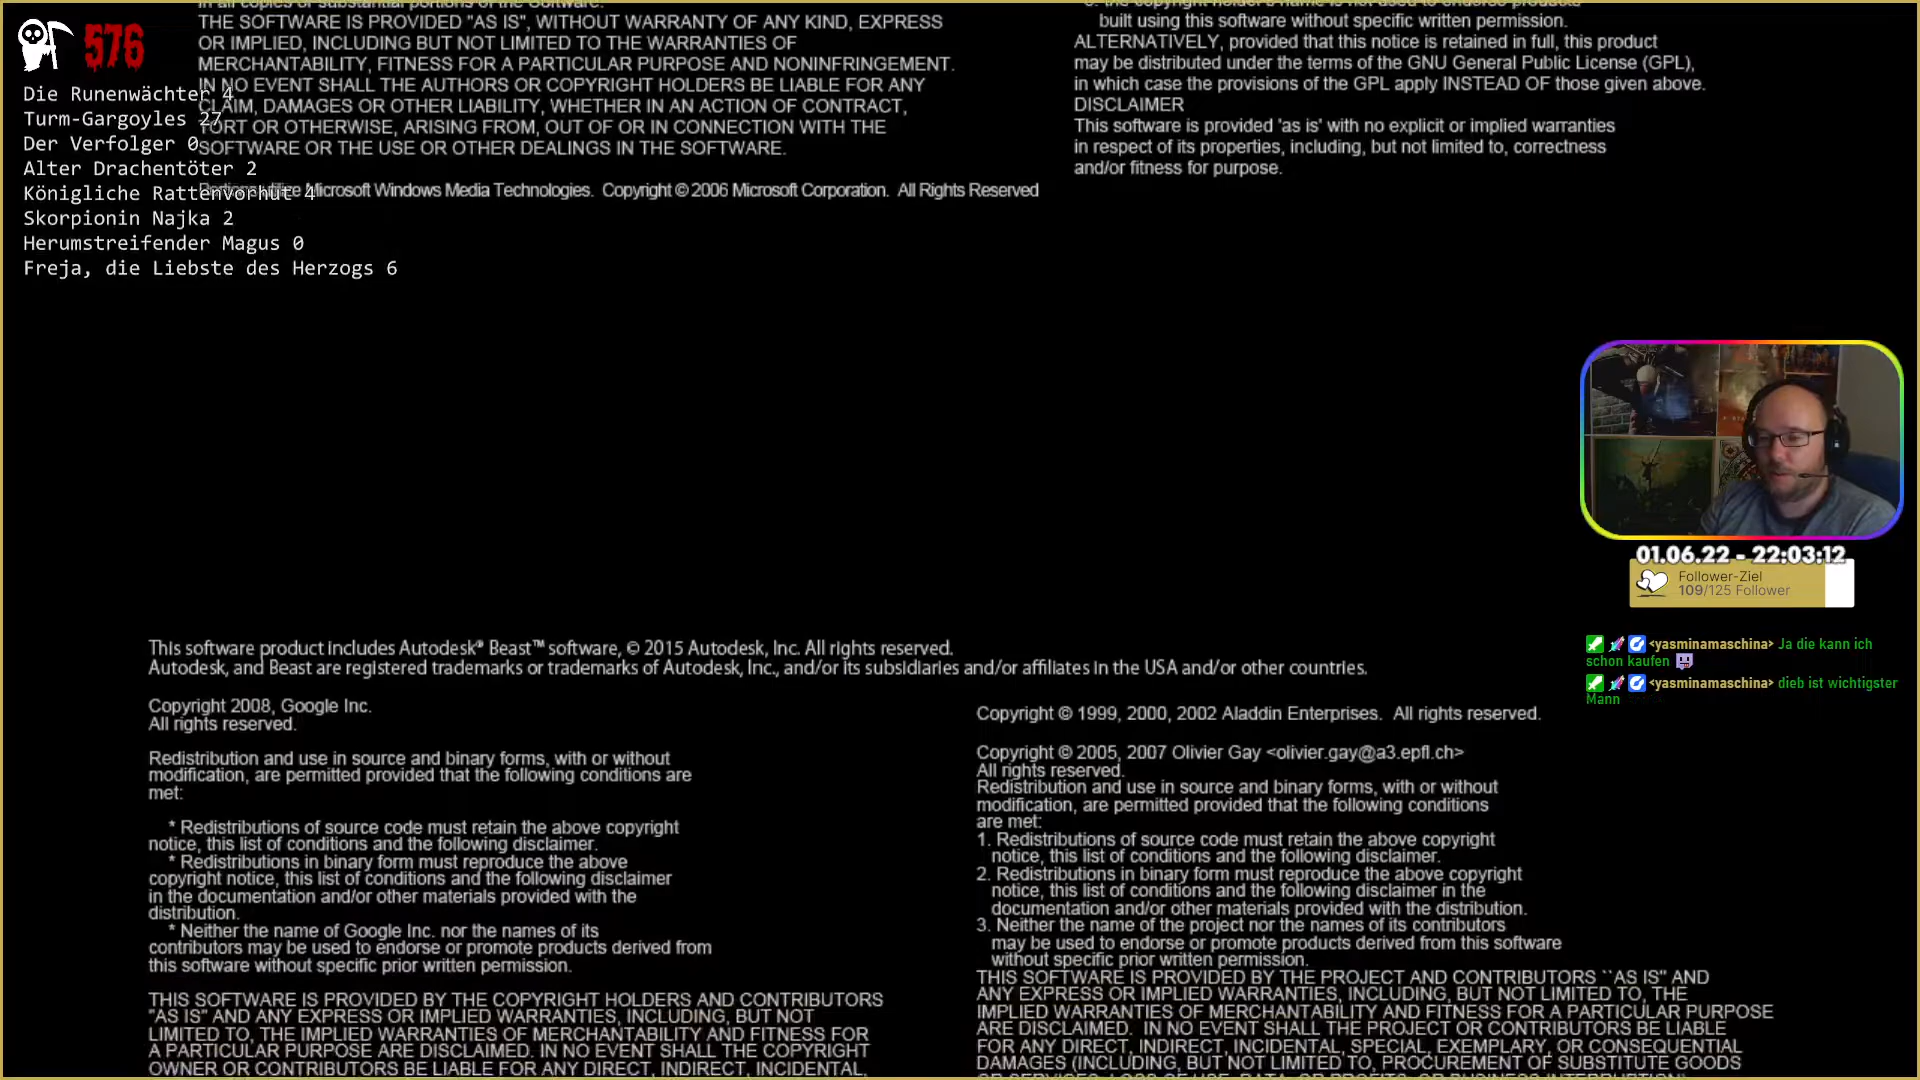 in all copies or substantial portions of the Software.
THE SOFTWARE IS PROVIDED "AS IS", WITHOUT WARRANTY OF ANY KIND, EXPRESS
OR IMPLIED, INCLUDING BUT NOT LIMITED TO THE WARRANTIES OF
MERCHANTABILITY, FITNESS FOR A PARTICULAR PURPOSE AND NONINFRINGEMENT.
IN NO EVENT SHALL THE AUTHORS OR COPYRIGHT HOLDERS BE LIABLE FOR ANY
CLAIM, DAMAGES OR OTHER LIABILITY, WHETHER IN AN ACTION OF CONTRACT,
TORT OR OTHERWISE, ARISING FROM, OUT OF OR IN CONNECTION WITH THE
SOFTWARE OR THE USE OR OTHER DEALINGS IN THE SOFTWARE.
Microsoft Windows Media Technologies. Copyright © 2006 Microsoft Corporation. All Rights Reserved
576
Die Runenwächter 4
Turm-Gargoyles 27
Der Verfolger 0
Alter Drachentöter 2
Königliche Rattenvorhut 4
Skorpionin Najka 2
Herumstreifender Magus 0
Freja, die Liebste des Herzogs 6
3. the copyright holder's name is not used to endorse products
built using this software without specific written permission.
ALTERNATIVELY, provided that this notice is retained in full, this product
may be distributed under the terms of the GNU General Public License (GPL),
in which case the provisions of the GPL apply INSTEAD OF those given above.
DISCLAIMER
This software is provided 'as is' with no explicit or implied warranties
in respect of its properties, including, but not limited to, correctness
and/or fitness for purpose.
01.06.22 - 22:03:12
Follower-Ziel
109/125 Follower
<yasminamaschina> Ja die kann ich
schon kaufen
<yasminamaschina> dieb ist wichtigster
Mann
This software product includes Autodesk® Beast™ software, © 2015 Autodesk, Inc. All rights reserved.
Autodesk, and Beast are registered trademarks or trademarks of Autodesk, Inc., and/or its subsidiaries and/or affiliates in the USA and/or other countries.
Copyright 2008, Google Inc.
All rights reserved.
Redistribution and use in source and binary forms, with or without
modification, are permitted provided that the following conditions are
met:
* Redistributions of source code must retain the above copyright
notice, this list of conditions and the following disclaimer.
* Redistributions in binary form must reproduce the above
copyright notice, this list of conditions and the following disclaimer
in the documentation and/or other materials provided with the
distribution.
* Neither the name of Google Inc. nor the names of its
contributors may be used to endorse or promote products derived from
this software without specific prior written permission.
THIS SOFTWARE IS PROVIDED BY THE COPYRIGHT HOLDERS AND CONTRIBUTORS
"AS IS" AND ANY EXPRESS OR IMPLIED WARRANTIES, INCLUDING, BUT NOT
LIMITED TO, THE IMPLIED WARRANTIES OF MERCHANTABILITY AND FITNESS FOR
A PARTICULAR PURPOSE ARE DISCLAIMED. IN NO EVENT SHALL THE COPYRIGHT
OWNER OR CONTRIBUTORS BE LIABLE FOR ANY DIRECT, INDIRECT, INCIDENTAL,
Copyright © 1999, 2000, 2002 Aladdin Enterprises. All rights reserved.
Copyright © 2005, 2007 Olivier Gay <olivier.gay@a3.epfl.ch>
All rights reserved.
Redistribution and use in source and binary forms, with or without
modification, are permitted provided that the following conditions
are met:
1. Redistributions of source code must retain the above copyright
notice, this list of conditions and the following disclaimer.
2. Redistributions in binary form must reproduce the above copyright
notice, this list of conditions and the following disclaimer in the
documentation and/or other materials provided with the distribution.
3. Neither the name of the project nor the names of its contributors
may be used to endorse or promote products derived from this software
without specific prior written permission.
THIS SOFTWARE IS PROVIDED BY THE PROJECT AND CONTRIBUTORS ``AS IS'' AND
ANY EXPRESS OR IMPLIED WARRANTIES, INCLUDING, BUT NOT LIMITED TO, THE
IMPLIED WARRANTIES OF MERCHANTABILITY AND FITNESS FOR A PARTICULAR PURPOSE
ARE DISCLAIMED. IN NO EVENT SHALL THE PROJECT OR CONTRIBUTORS BE LIABLE
FOR ANY DIRECT, INDIRECT, INCIDENTAL, SPECIAL, EXEMPLARY, OR CONSEQUENTIAL
DAMAGES (INCLUDING, BUT NOT LIMITED TO, PROCUREMENT OF SUBSTITUTE GOODS